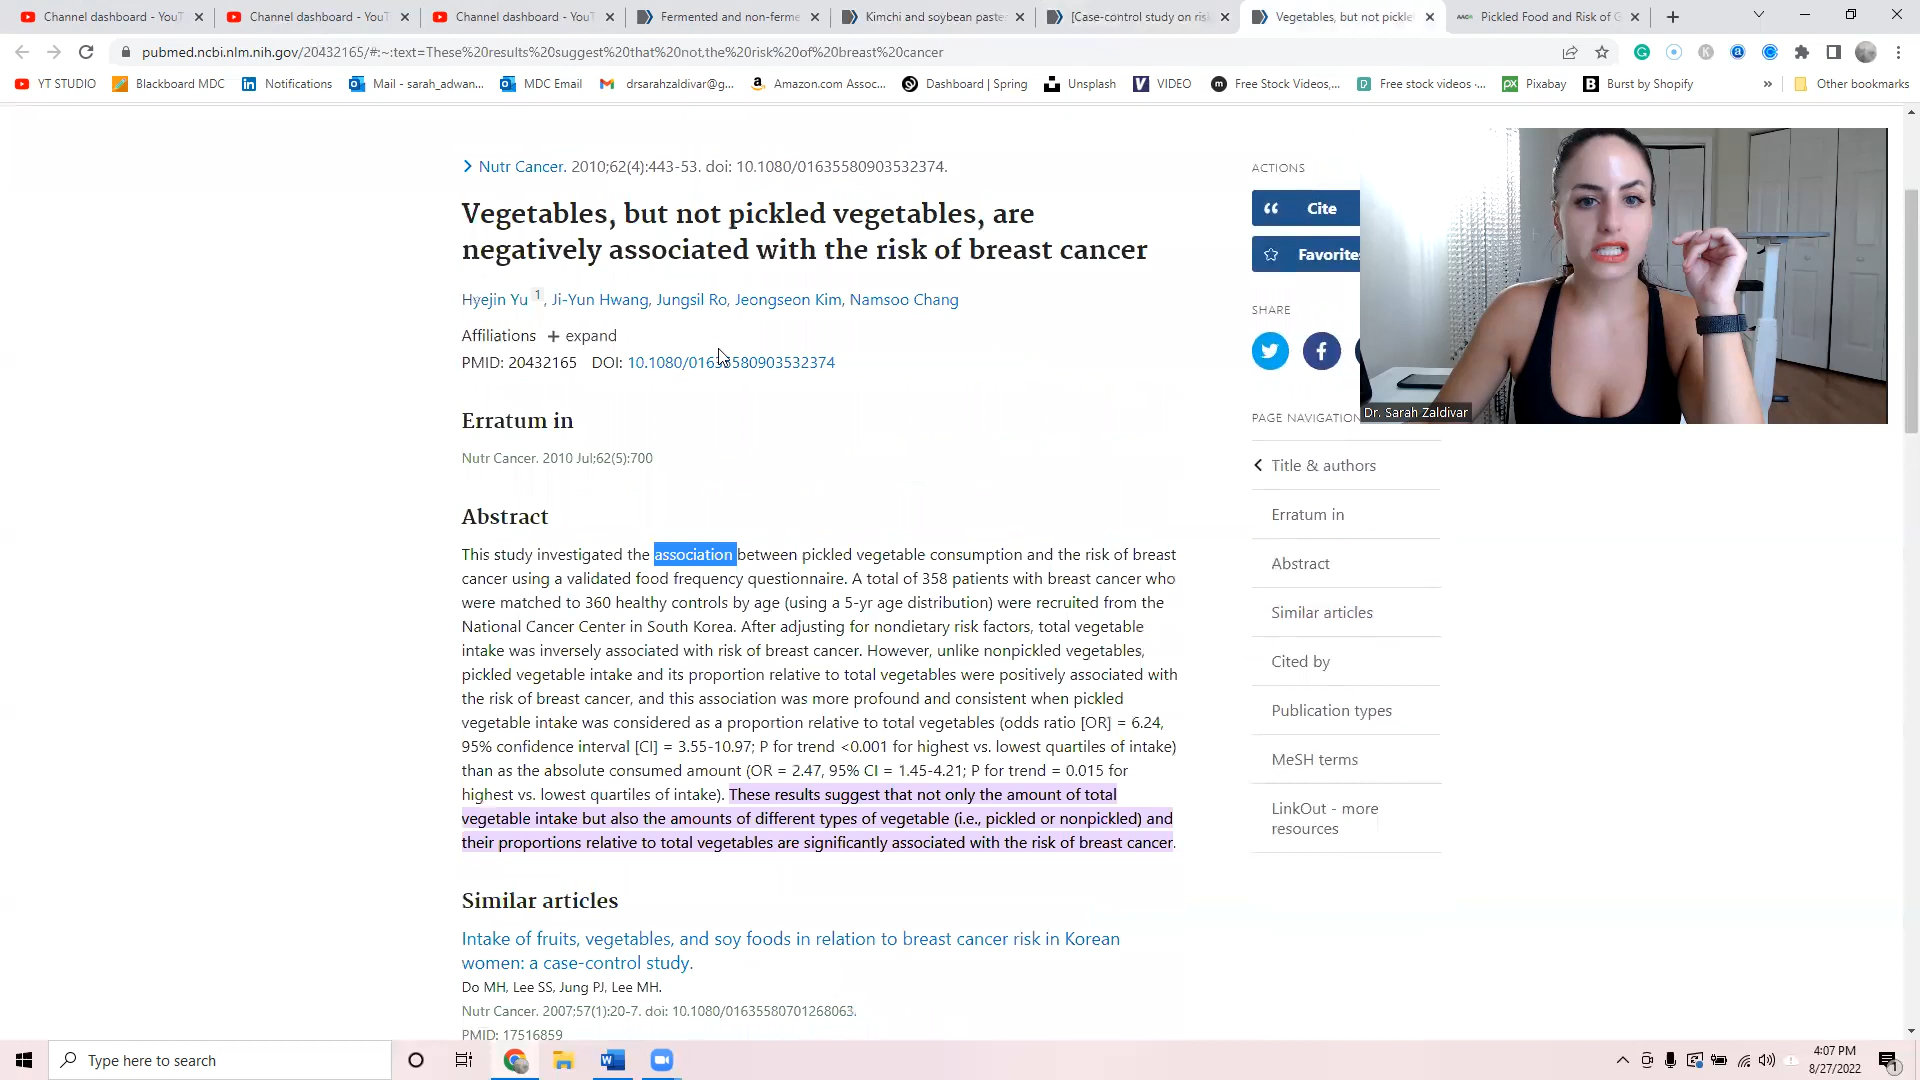 Channel dashboard - YouT
Channel dashboard - YouT
Channel dashboard - YouT
Fermented and non-ferme
Kimchi and soybean paste
[Case-control study on ris
Vegetables, but not pickle
Pickled Food and Risk of G
pubmed.ncbi.nlm.nih.gov/20432165/#:~:text=These%20results%20suggest%20that%20not,the%20risk%20of%20breast%20cancer
YT STUDIO
Blackboard MDC
Notifications
Mail - sarah_adwan...
MDC Email
drsarahzaldivar@g...
Amazon.com Assoc...
Dashboard | Spring
Unsplash
VIDEO
Free Stock Videos,...
Free stock videos ·...
Pixabay
Burst by Shopify
»
Other bookmarks
Nutr Cancer. 2010;62(4):443-53. doi: 10.1080/01635580903532374.
Vegetables, but not pickled vegetables, are
negatively associated with the risk of breast cancer
Hyejin Yu 1, Ji-Yun Hwang, Jungsil Ro, Jeongseon Kim, Namsoo Chang
Affiliations + expand
PMID: 20432165 DOI: 10.1080/01635580903532374
Erratum in
Nutr Cancer. 2010 Jul;62(5):700
Abstract
This study investigated the association between pickled vegetable consumption and the risk of breast
cancer using a validated food frequency questionnaire. A total of 358 patients with breast cancer who
were matched to 360 healthy controls by age (using a 5-yr age distribution) were recruited from the
National Cancer Center in South Korea. After adjusting for nondietary risk factors, total vegetable
intake was inversely associated with risk of breast cancer. However, unlike nonpickled vegetables,
pickled vegetable intake and its proportion relative to total vegetables were positively associated with
the risk of breast cancer, and this association was more profound and consistent when pickled
vegetable intake was considered as a proportion relative to total vegetables (odds ratio [OR] = 6.24,
95% confidence interval [CI] = 3.55-10.97; P for trend <0.001 for highest vs. lowest quartiles of intake)
than as the absolute consumed amount (OR = 2.47, 95% CI = 1.45-4.21; P for trend = 0.015 for
highest vs. lowest quartiles of intake). These results suggest that not only the amount of total
vegetable intake but also the amounts of different types of vegetable (i.e., pickled or nonpickled) and
their proportions relative to total vegetables are significantly associated with the risk of breast cancer.
Similar articles
Intake of fruits, vegetables, and soy foods in relation to breast cancer risk in Korean
women: a case-control study.
Do MH, Lee SS, Jung PJ, Lee MH.
Nutr Cancer. 2007;57(1):20-7. doi: 10.1080/01635580701268063.
PMID: 17516859
ACTIONS
Cite
Favorites
SHARE
PAGE NAVIGATION
Title & authors
Erratum in
Abstract
Similar articles
Cited by
Publication types
MeSH terms
LinkOut - more
resources
Dr. Sarah Zaldivar
Type here to search
4:07 PM
8/27/2022
1